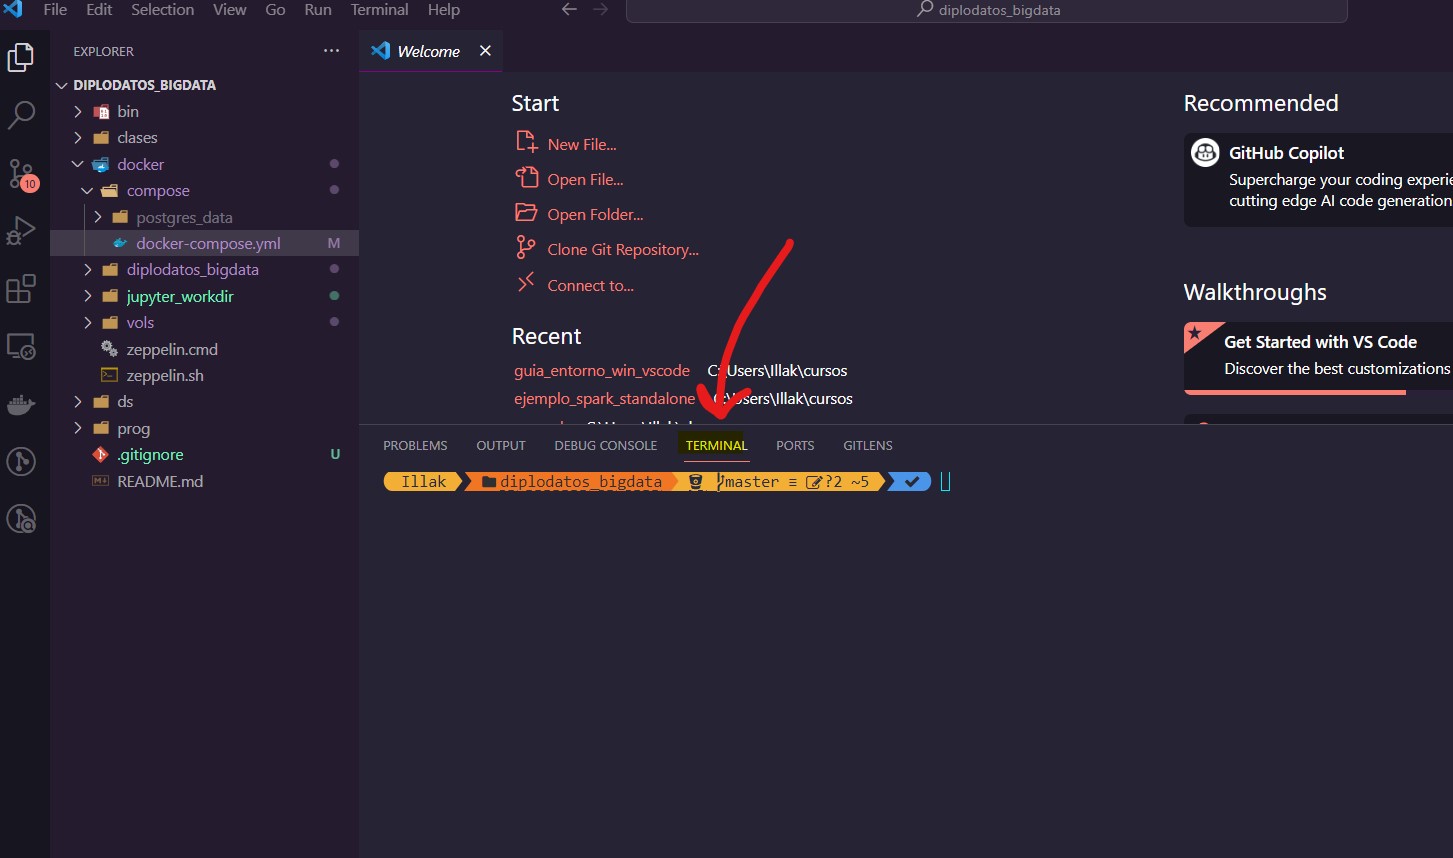 File Edit Selection View Go Run Terminal Help
diplodatos_bigdata
EXPLORER
DIPLODATOS_BIGDATA
bin
clases
docker
compose
postgres_data
docker-compose.yml M
diplodatos_bigdata
jupyter_workdir
vols
zeppelin.cmd
zeppelin.sh
ds
prog
.gitignore U
README.md
10
Welcome
Start
New File...
Open File...
Open Folder...
Clone Git Repository...
Connect to...
Recent
guia_entorno_win_vscode C:\Users\Illak\cursos
ejemplo_spark_standalone C:\Users\Illak\cursos
Recommended
GitHub Copilot
Supercharge your coding experie
cutting edge AI code generation
Walkthroughs
Get Started with VS Code
Discover the best customizations
PROBLEMS OUTPUT DEBUG CONSOLE TERMINAL PORTS GITLENS
Illak diplodatos_bigdata master ≡ ?2 ~5